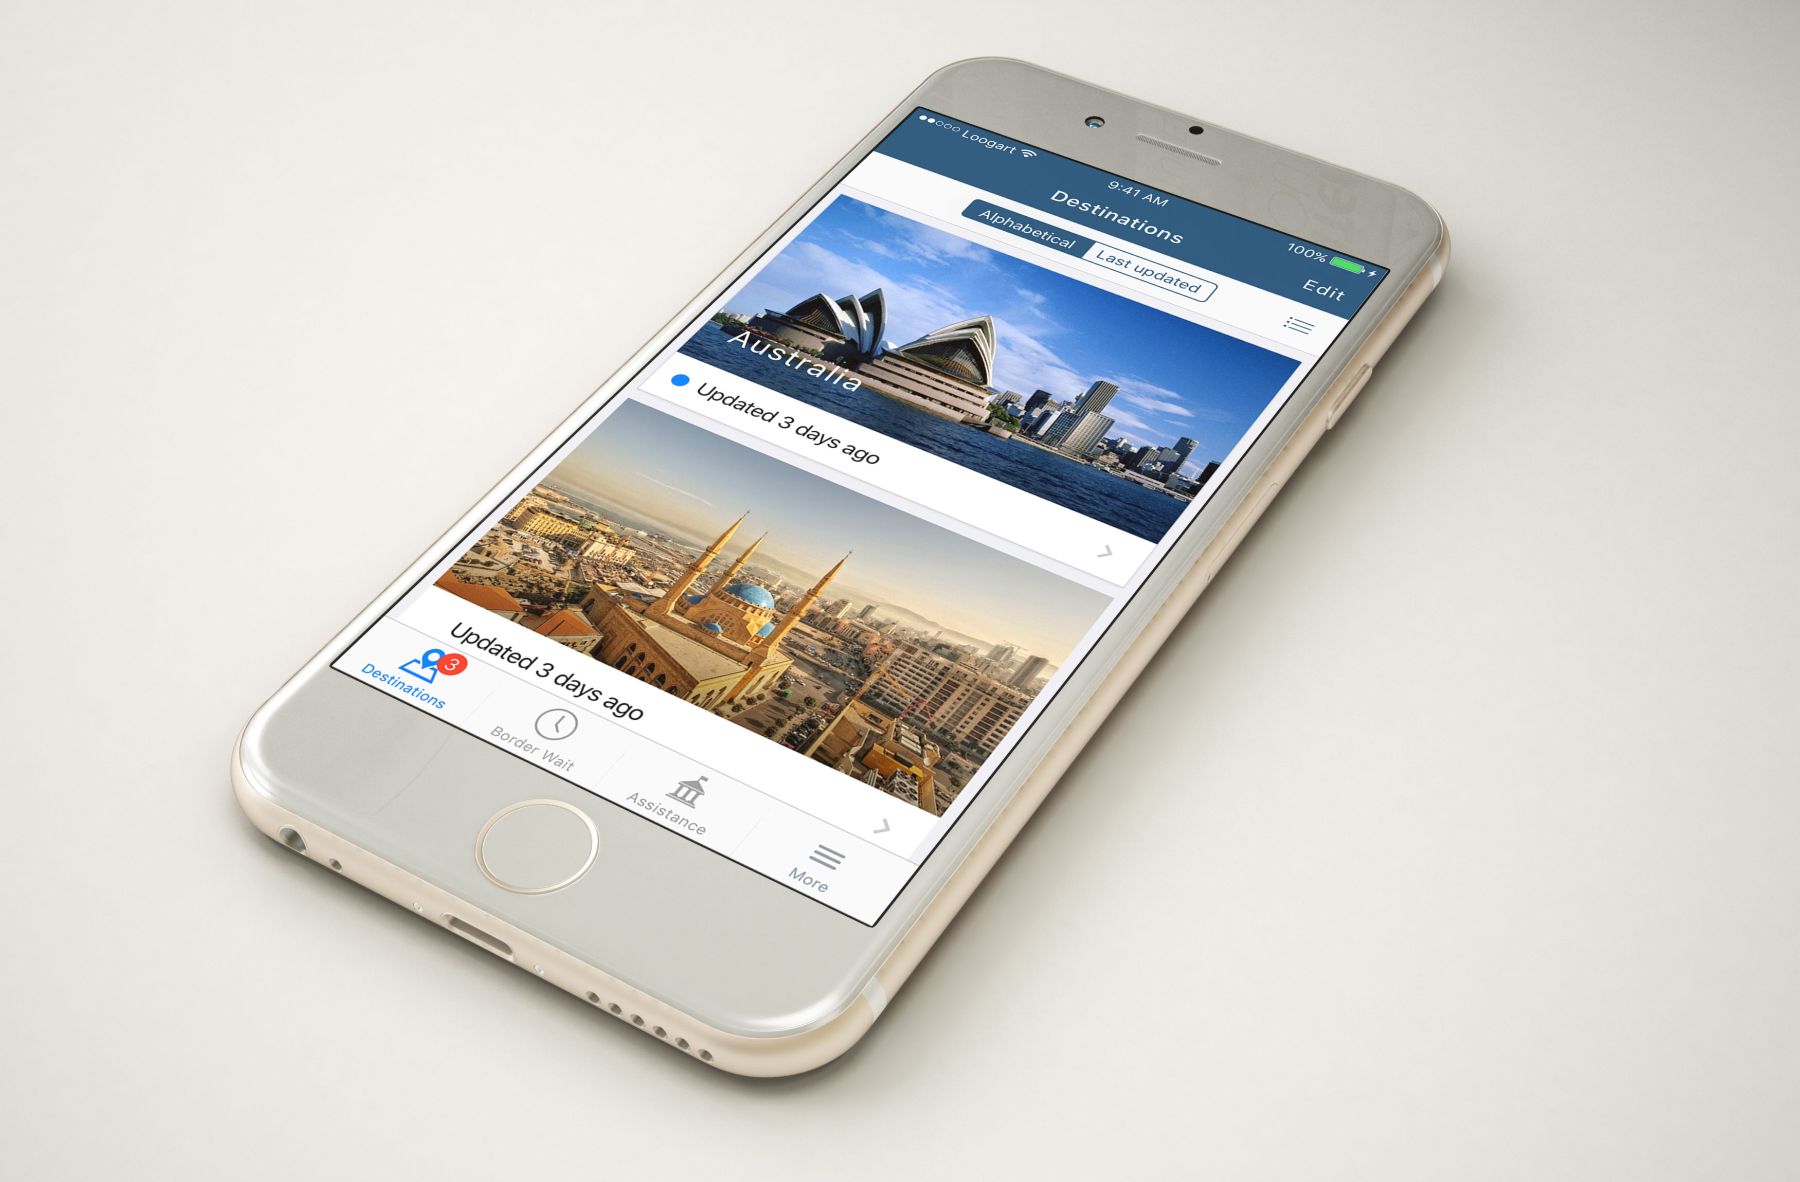 Loogart
9:41 AM
100%
Destinations
Edit
Alphabetical
Last updated
Australia
Updated 3 days ago
Updated 3 days ago
3
Destinations
Border Wait
Assistance
More